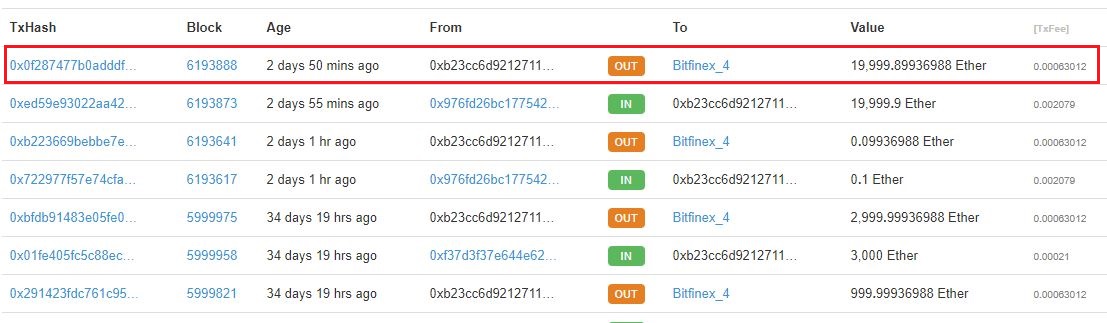 TxHash Block Age From To Value [TxFee]
0x0f287477b0adddf... 6193888 2 days 50 mins ago 0xb23cc6d9212711... OUT Bitfinex_4 19,999.89936988 Ether 0.00063012
0xed59e93022aa42... 6193873 2 days 55 mins ago 0x976fd26bc177542... IN 0xb23cc6d9212711... 19,999.9 Ether 0.002079
0xb223669bebbe7e... 6193641 2 days 1 hr ago 0xb23cc6d9212711... OUT Bitfinex_4 0.09936988 Ether 0.00063012
0x722977f57e74cfa... 6193617 2 days 1 hr ago 0x976fd26bc177542... IN 0xb23cc6d9212711... 0.1 Ether 0.002079
0xbfdb91483e05fe0... 5999975 34 days 19 hrs ago 0xb23cc6d9212711... OUT Bitfinex_4 2,999.99936988 Ether 0.00063012
0x01fe405fc5c88ec... 5999958 34 days 19 hrs ago 0xf37d3f37e644e62... IN 0xb23cc6d9212711... 3,000 Ether 0.00021
0x291423fdc761c95... 5999821 34 days 19 hrs ago 0xb23cc6d9212711... OUT Bitfinex_4 999.99936988 Ether 0.00063012